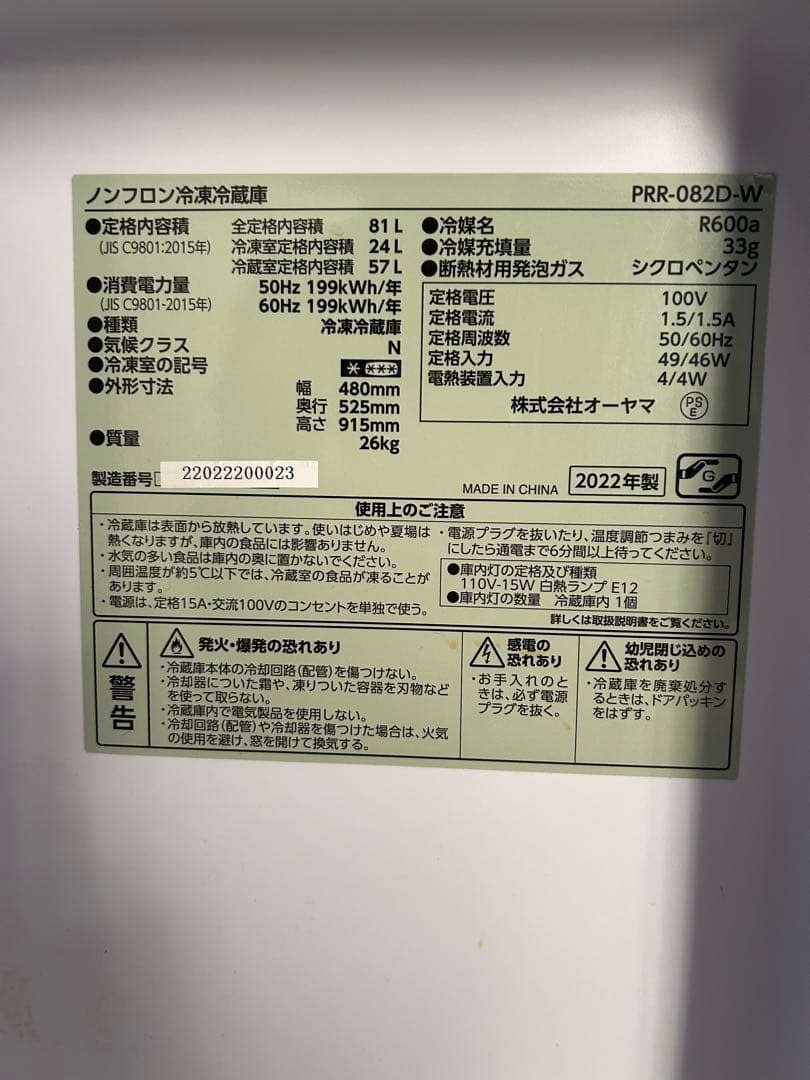 ノンフロン冷凍冷蔵庫 PRR-082D-W
●定格内容積 全定格内容積 81 L
(JIS C9801:2015年) 冷凍室定格内容積 24 L
冷蔵室定格内容積 57 L
●消費電力量 50Hz 199kWh/年
(JIS C9801-2015年) 60Hz 199kWh/年
●種類 冷凍冷蔵庫
●気候クラス N
●冷凍室の記号
●外形寸法 幅 480mm
奥行 525mm
高さ 915mm
●質量 26kg
●冷媒名 R600a
●冷媒充填量 33g
●断熱材用発泡ガス シクロペンタン
定格電圧 100V
定格電流 1.5/1.5A
定格周波数 50/60Hz
定格入力 49/46W
電熱装置入力 4/4W
株式会社オーヤマ PSE
製造番号 22022200023 MADE IN CHINA 2022年製 G
使用上のご注意
・冷蔵庫は表面から放熱しています。使いはじめや夏場は
熱くなりますが、庫内の食品には影響ありません。
・水気の多い食品は庫内の奥に置かないでください。
・周囲温度が約5℃以下では、冷蔵室の食品が凍ることが
あります。
・電源は、定格15A・交流100Vのコンセントを単独で使う。
・電源プラグを抜いたり、温度調節つまみを「切」
にしたら通電まで6分間以上待ってください。
●庫内灯の定格及び種類
110V-15W 白熱ランプ E12
●庫内灯の数量 冷蔵庫内 1個
詳しくは取扱説明書をご覧ください。
警告
発火・爆発の恐れあり
・冷蔵庫本体の冷却回路(配管)を傷つけない。
・冷却器についた霜や、凍りついた容器を刃物など
を使って取らない。
・冷蔵庫内で電気製品を使用しない。
・冷却回路(配管)や冷却器を傷つけた場合は、火気
の使用を避け、窓を開けて換気する。
感電の
恐れあり
・お手入れのと
きは、必ず電源
プラグを抜く。
幼児閉じ込めの
恐れあり
・冷蔵庫を廃棄処分す
るときは、ドアパッキン
をはずす。